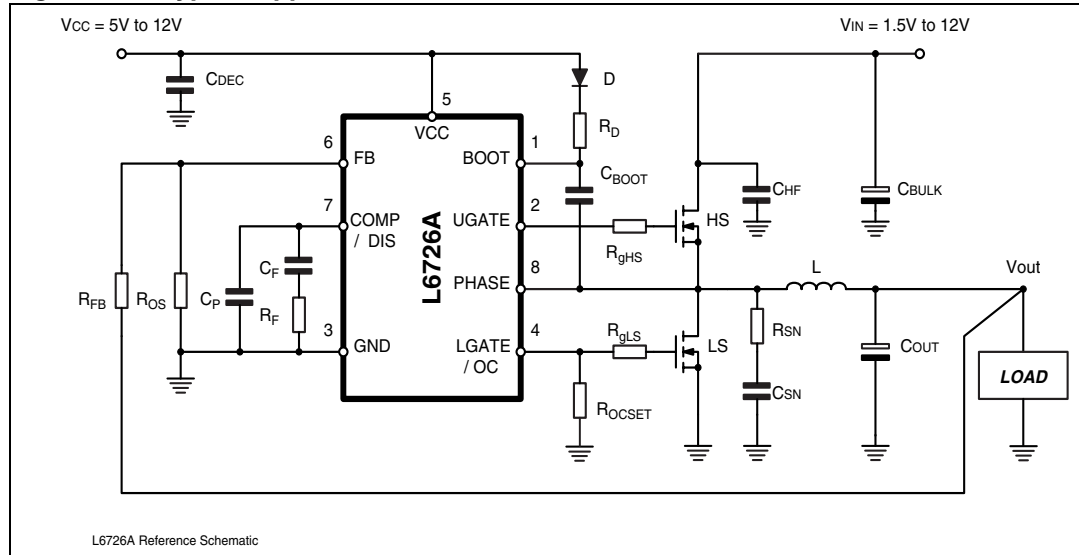 VCC = 5V to 12V
VIN = 1.5V to 12V
CDEC
D
5
VCC
RD
6
FB
1
BOOT
CBOOT
CHF
CBULK
7
COMP
/ DIS
2
UGATE
HS
RgHS
L6726A
CF
8
PHASE
L
Vout
RFB
ROS
CP
RF
RgLS
RSN
3
GND
4
LGATE
/ OC
LS
COUT
LOAD
CSN
ROCSET
L6726A Reference Schematic